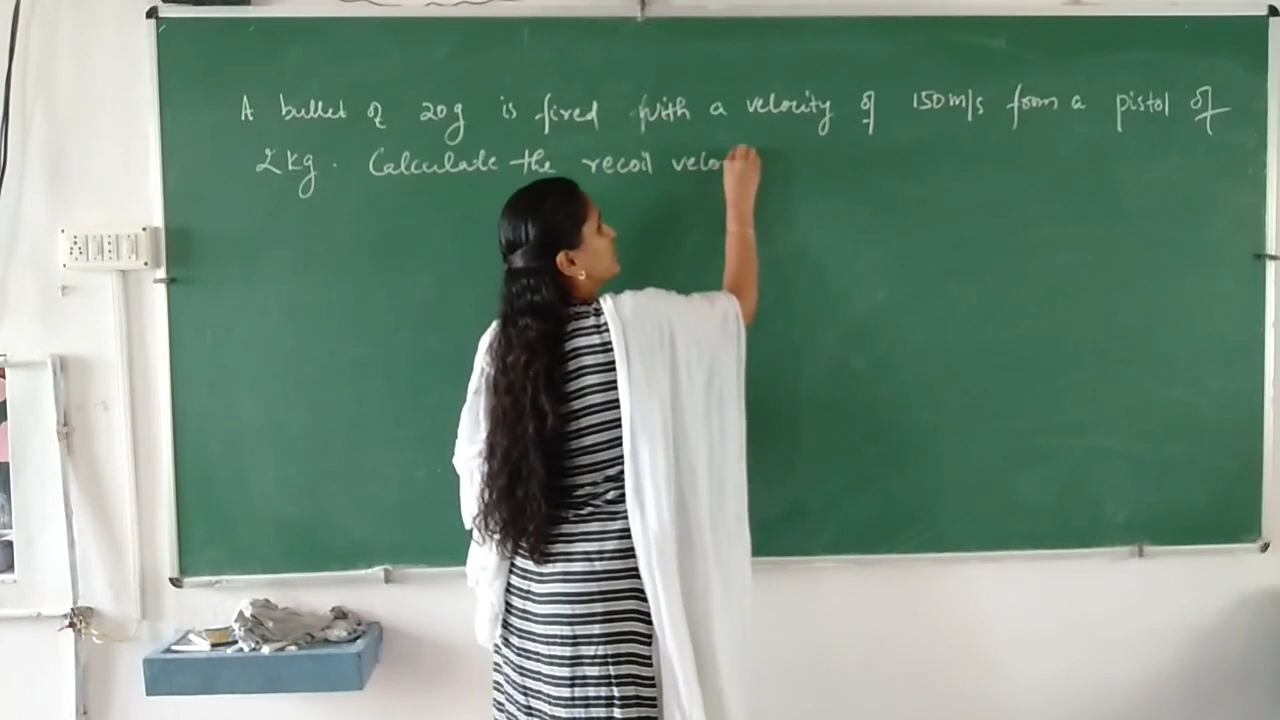 A bullet of 20g is fired with a velocity of 150m/s from a pistol of
2kg. Calculate the recoil velo